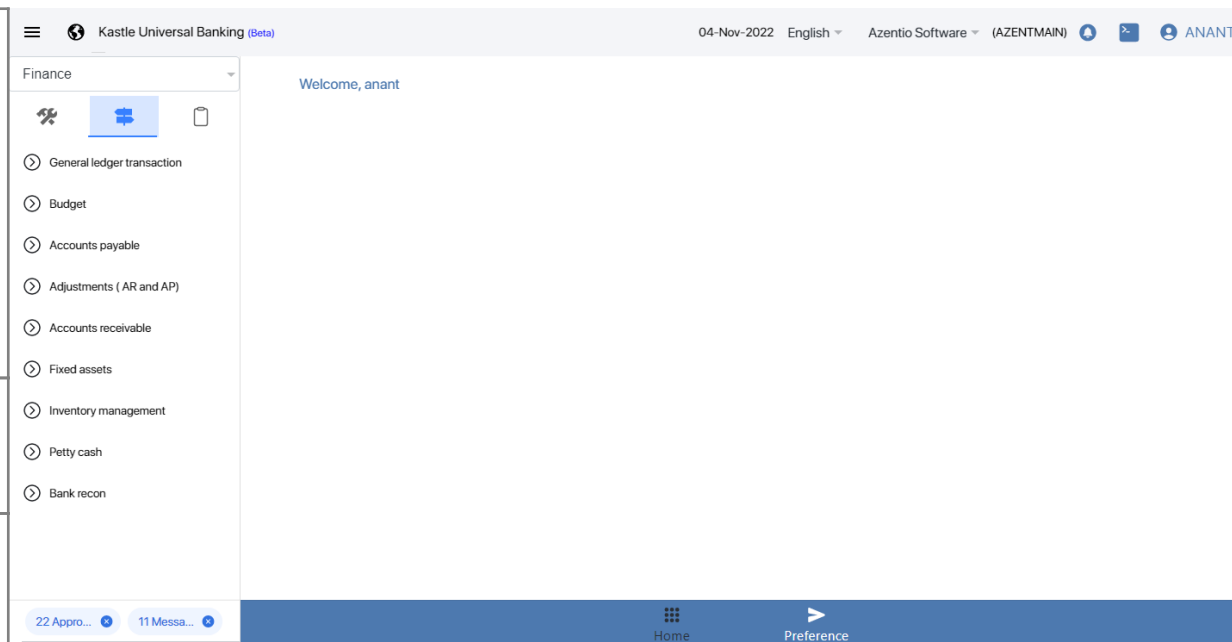 Kastle Universal Banking (Beta) 04-Nov-2022 English Azentio Software (AZENTMAIN) ANANT
Finance
Welcome, anant
General ledger transaction
Budget
Accounts payable
Adjustments ( AR and AP)
Accounts receivable
Fixed assets
Inventory management
Petty cash
Bank recon
22 Appro... 11 Messa...
Home Preference